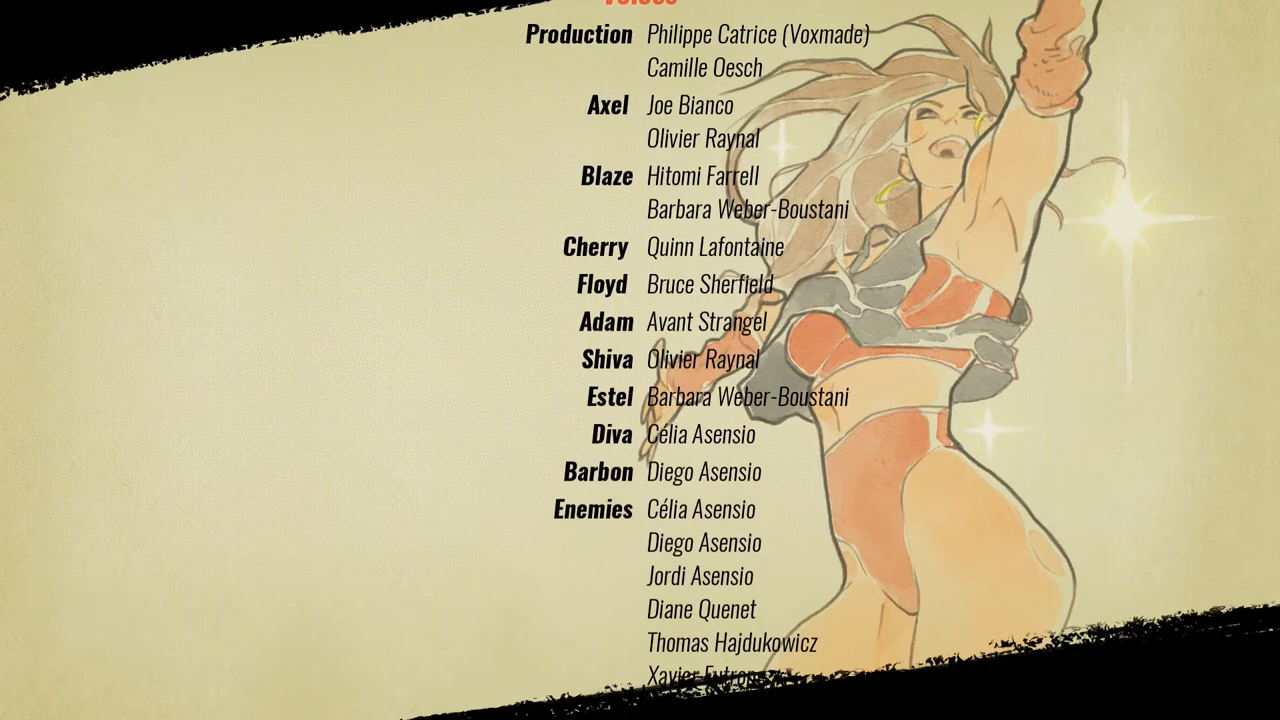 Voices
Production Philippe Catrice (Voxmade)
Camille Oesch
Axel Joe Bianco
Olivier Raynal
Blaze Hitomi Farrell
Barbara Weber-Boustani
Cherry Quinn Lafontaine
Floyd Bruce Sherfield
Adam Avant Strangel
Shiva Olivier Raynal
Estel Barbara Weber-Boustani
Diva Célia Asensio
Barbon Diego Asensio
Enemies Célia Asensio
Diego Asensio
Jordi Asensio
Diane Quenet
Thomas Hajdukowicz
Xavier